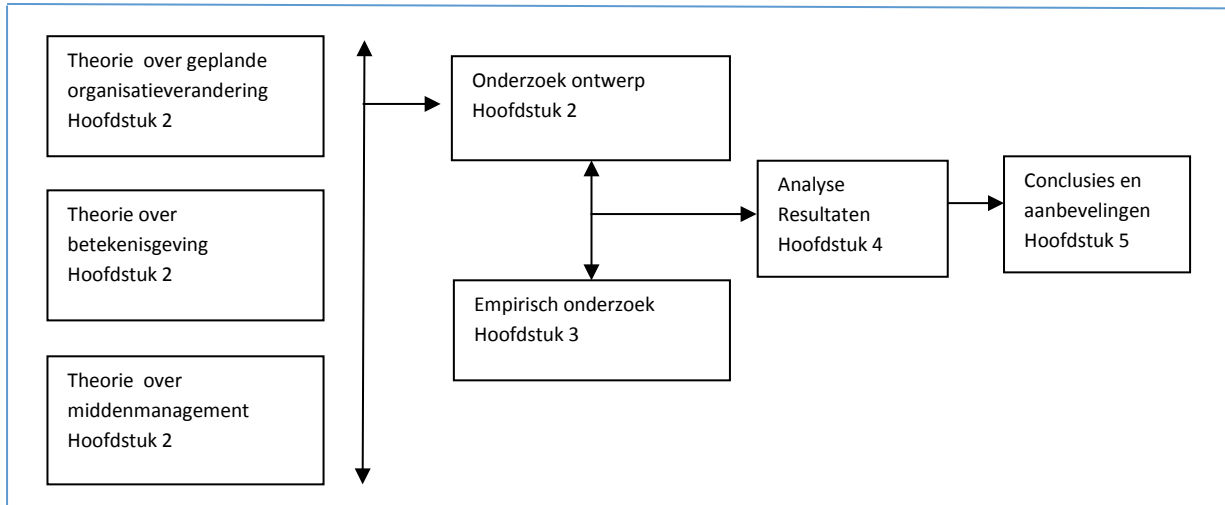 Theorie over geplande
organisatieverandering
Hoofdstuk 2
Theorie over
betekenisgeving
Hoofdstuk 2
Theorie over
middenmanagement
Hoofdstuk 2
Onderzoek ontwerp
Hoofdstuk 2
Empirisch onderzoek
Hoofdstuk 3
Analyse
Resultaten
Hoofdstuk 4
Conclusies en
aanbevelingen
Hoofdstuk 5